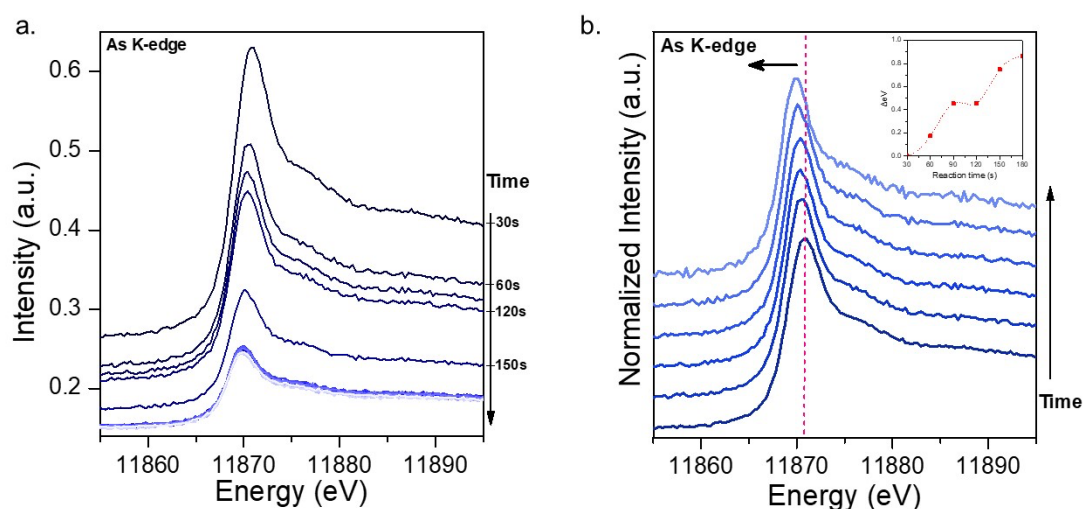 a.
As K-edge
Intensity (a.u.)
0.6
0.5
0.4
0.3
0.2
Time
30s
60s
120s
150s
11860
11870
11880
11890
Energy (eV)
b.
As K-edge
Normalized Intensity (a.u.)
ΔeV
1.0
0.8
0.6
0.4
0.2
0.0
30
60
90
120
150
180
Reaction time (s)
Time
11860
11870
11880
11890
Energy (eV)